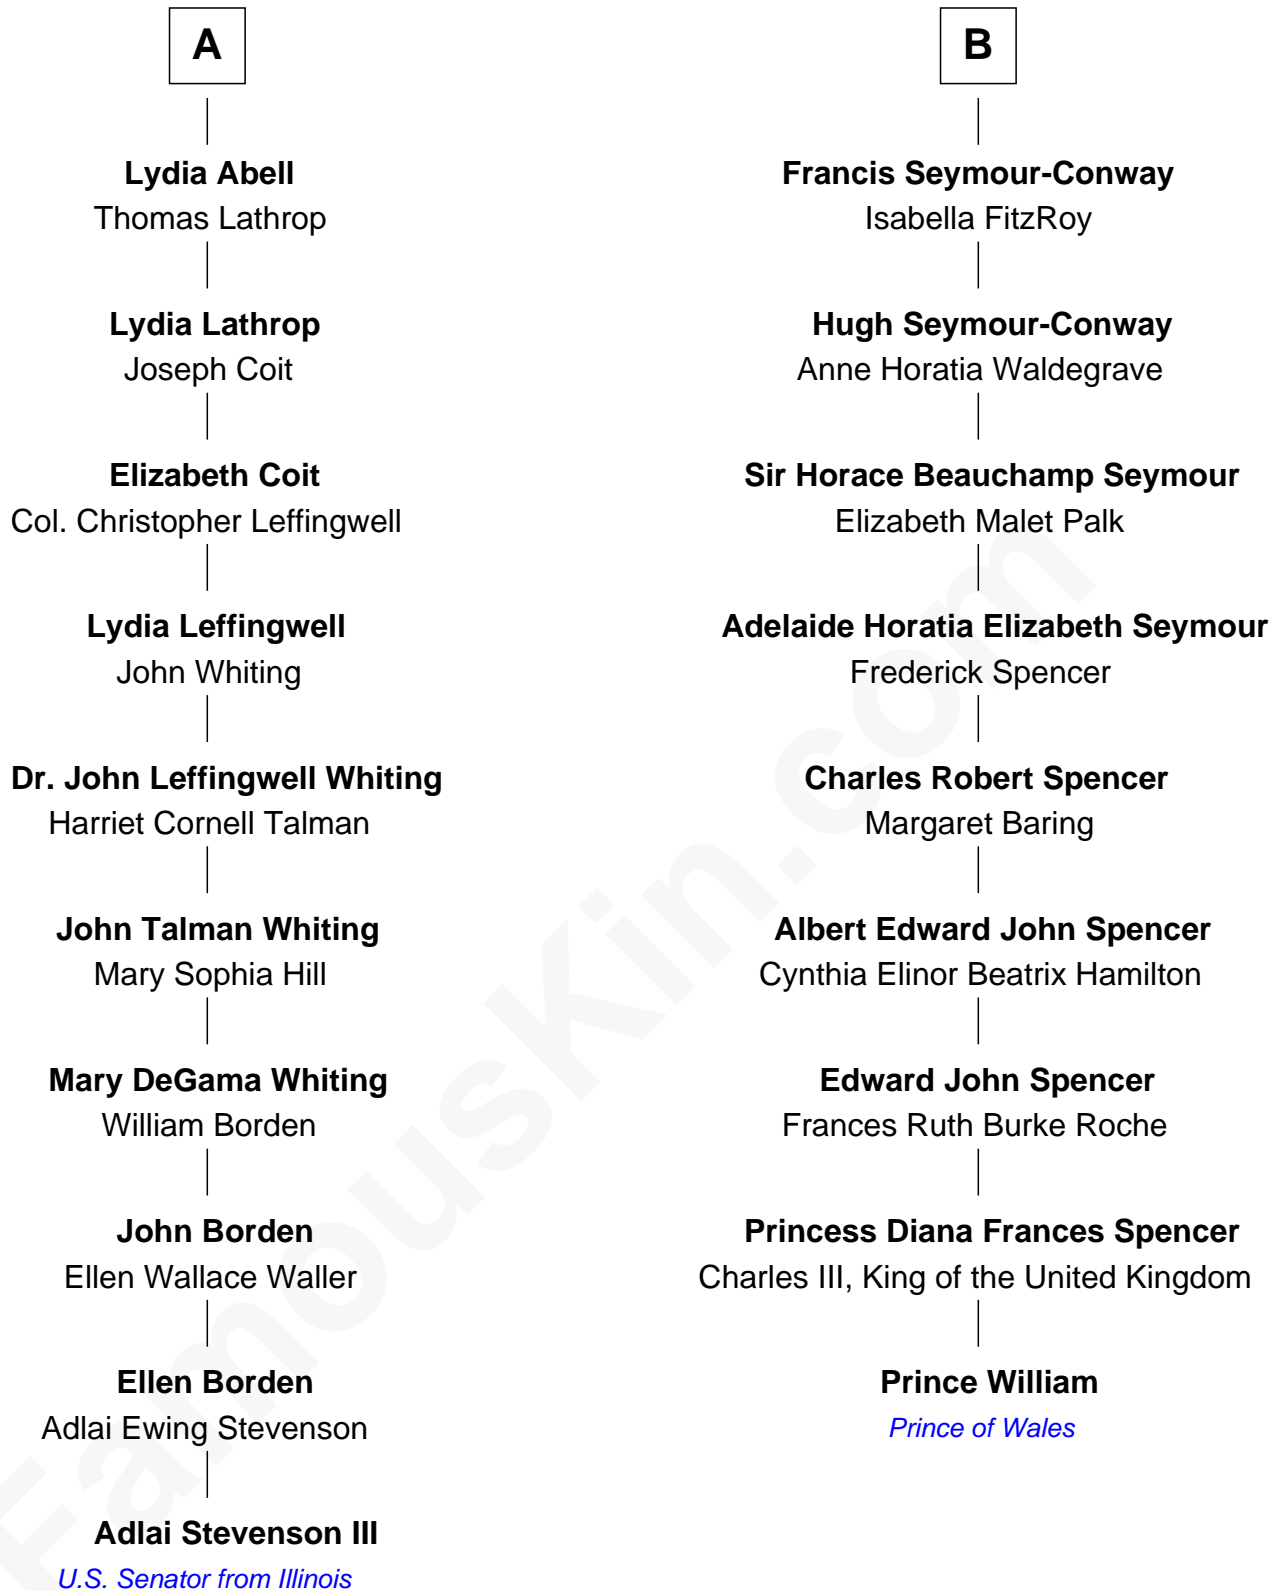 A
Lydia Abell
Thomas Lathrop
Lydia Lathrop
Joseph Coit
Elizabeth Coit
Col. Christopher Leffingwell
Lydia Leffingwell
John Whiting
Dr. John Leffingwell Whiting
Harriet Cornell Talman
John Talman Whiting
Mary Sophia Hill
Mary DeGama Whiting
William Borden
John Borden
Ellen Wallace Waller
Ellen Borden
Adlai Ewing Stevenson
Adlai Stevenson III
U.S. Senator from Illinois
B
Francis Seymour-Conway
Isabella FitzRoy
Hugh Seymour-Conway
Anne Horatia Waldegrave
Sir Horace Beauchamp Seymour
Elizabeth Malet Palk
Adelaide Horatia Elizabeth Seymour
Frederick Spencer
Charles Robert Spencer
Margaret Baring
Albert Edward John Spencer
Cynthia Elinor Beatrix Hamilton
Edward John Spencer
Frances Ruth Burke Roche
Princess Diana Frances Spencer
Charles III, King of the United Kingdom
Prince William
Prince of Wales
FamousKin.com